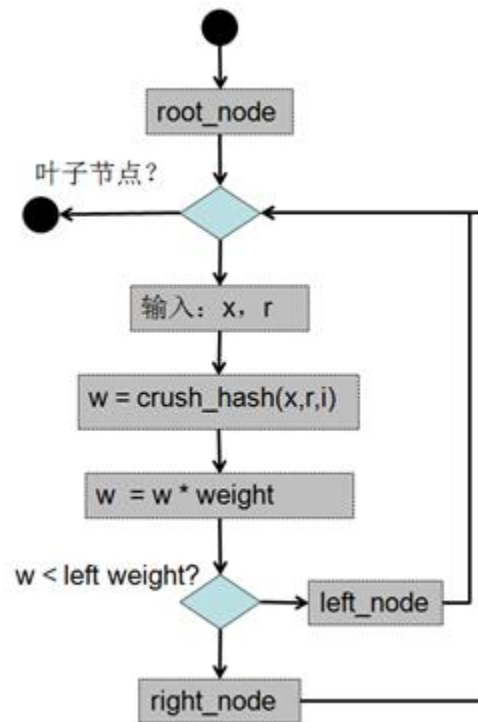 root_node
叶子节点?
输入：x，r
w = crush_hash(x,r,i)
w = w * weight
w < left weight?
left_node
right_node